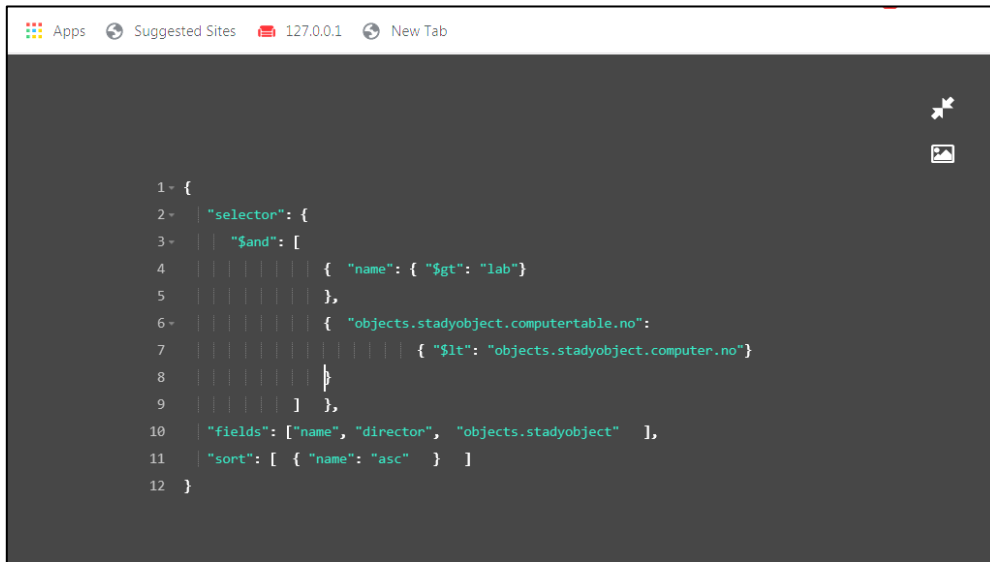 Apps Suggested Sites 127.0.0.1 New Tab
1 {
2 "selector": {
3 "$and": [
4 { "name": { "$gt": "lab"}
5 },
6 { "objects.stadyobject.computertable.no":
7 { "$lt": "objects.stadyobject.computer.no"}
8 }
9 ] },
10 "fields": ["name", "director", "objects.stadyobject" ],
11 "sort": [ { "name": "asc" } ]
12 }